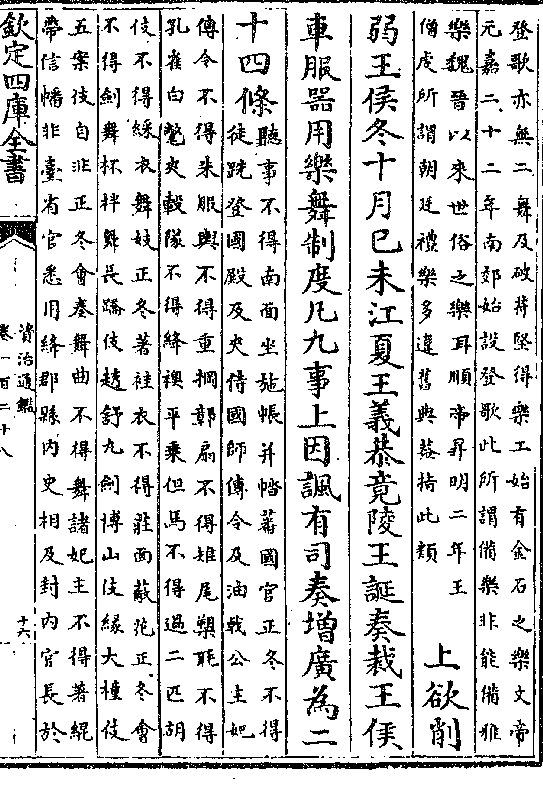 登歌亦無二舞及破苻堅得樂工始有金石之樂文帝
元嘉二十二年南郊始設登歌此所謂備樂非能備雅
樂魏晉以來世俗之樂耳順帝昇明二年王
僧虔所謂朝廷禮樂多違舊典蓋持此類
上欲削
弱王侯冬十月己未江夏王義恭竟陵王誕奏裁王侯
車服器用樂舞制度凡九事上因諷有司奏增廣為二
十四條
聽事不得南面坐施帳并㡇蕃國官正冬不得
徒跣登國殿及夾侍國師傳令及油戟公主妃
傳令不得朱服輿不得重掆鄣扇不得雉尾槊毦不得
孔雀白氅夾轂隊不得絳襖平乘但馬不得過二匹胡
伎不得綵衣舞妓正冬著袿衣不得莊面蔽花正冬會
不得劍舞杯柈舞長蹻伎趫舒丸劍博山伎緣大橦伎
五案伎自非正冬會奏舞曲不得舞諸妃主不得著緄
帶信幡非臺省官悉用絳郡縣內史相及封內官長於
欽定四庫全書
資治通鑑
卷一百二十八
十六